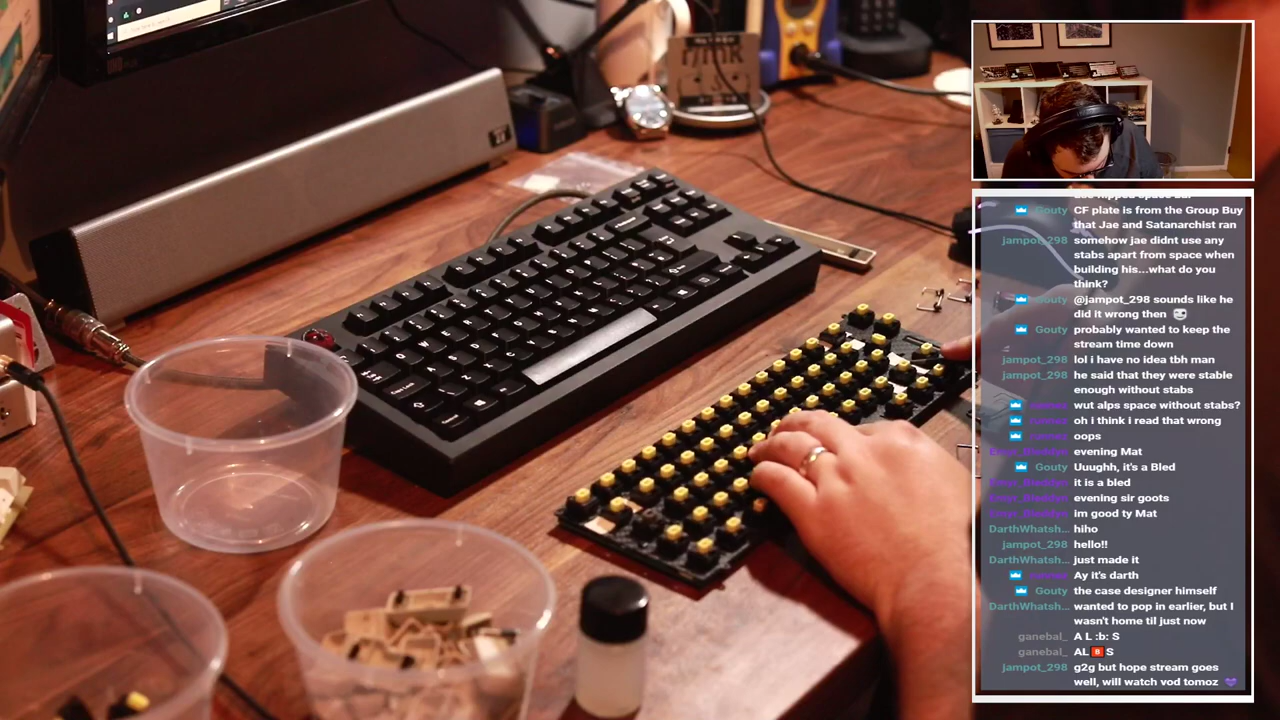 Gouty CF plate is from the Group Buy
that Jae and Satanarchist ran
jampot_298 somehow jae didnt use any
stabs apart from space when
building his...what do you
think?
Gouty @jampot_298 sounds like he
did it wrong then
Gouty probably wanted to keep the
stream time down
jampot_298 lol i have no idea tbh man
jampot_298 he said that they were stable
enough without stabs
wut alps space without stabs?
oh i think i read that wrong
oops
evening Mat
Gouty Uuughh, it's a Bled
it is a bled
evening sir goots
im good ty Mat
DarthWhatsh... hiho
jampot_298 hello!!
DarthWhatsh... just made it
Ay it's darth
Gouty the case designer himself
DarthWhatsh... wanted to pop in earlier, but I
wasn't home til just now
ganebal_ A L :b: S
ganebal_ AL B S
jampot_298 g2g but hope stream goes
well, will watch vod tomoz